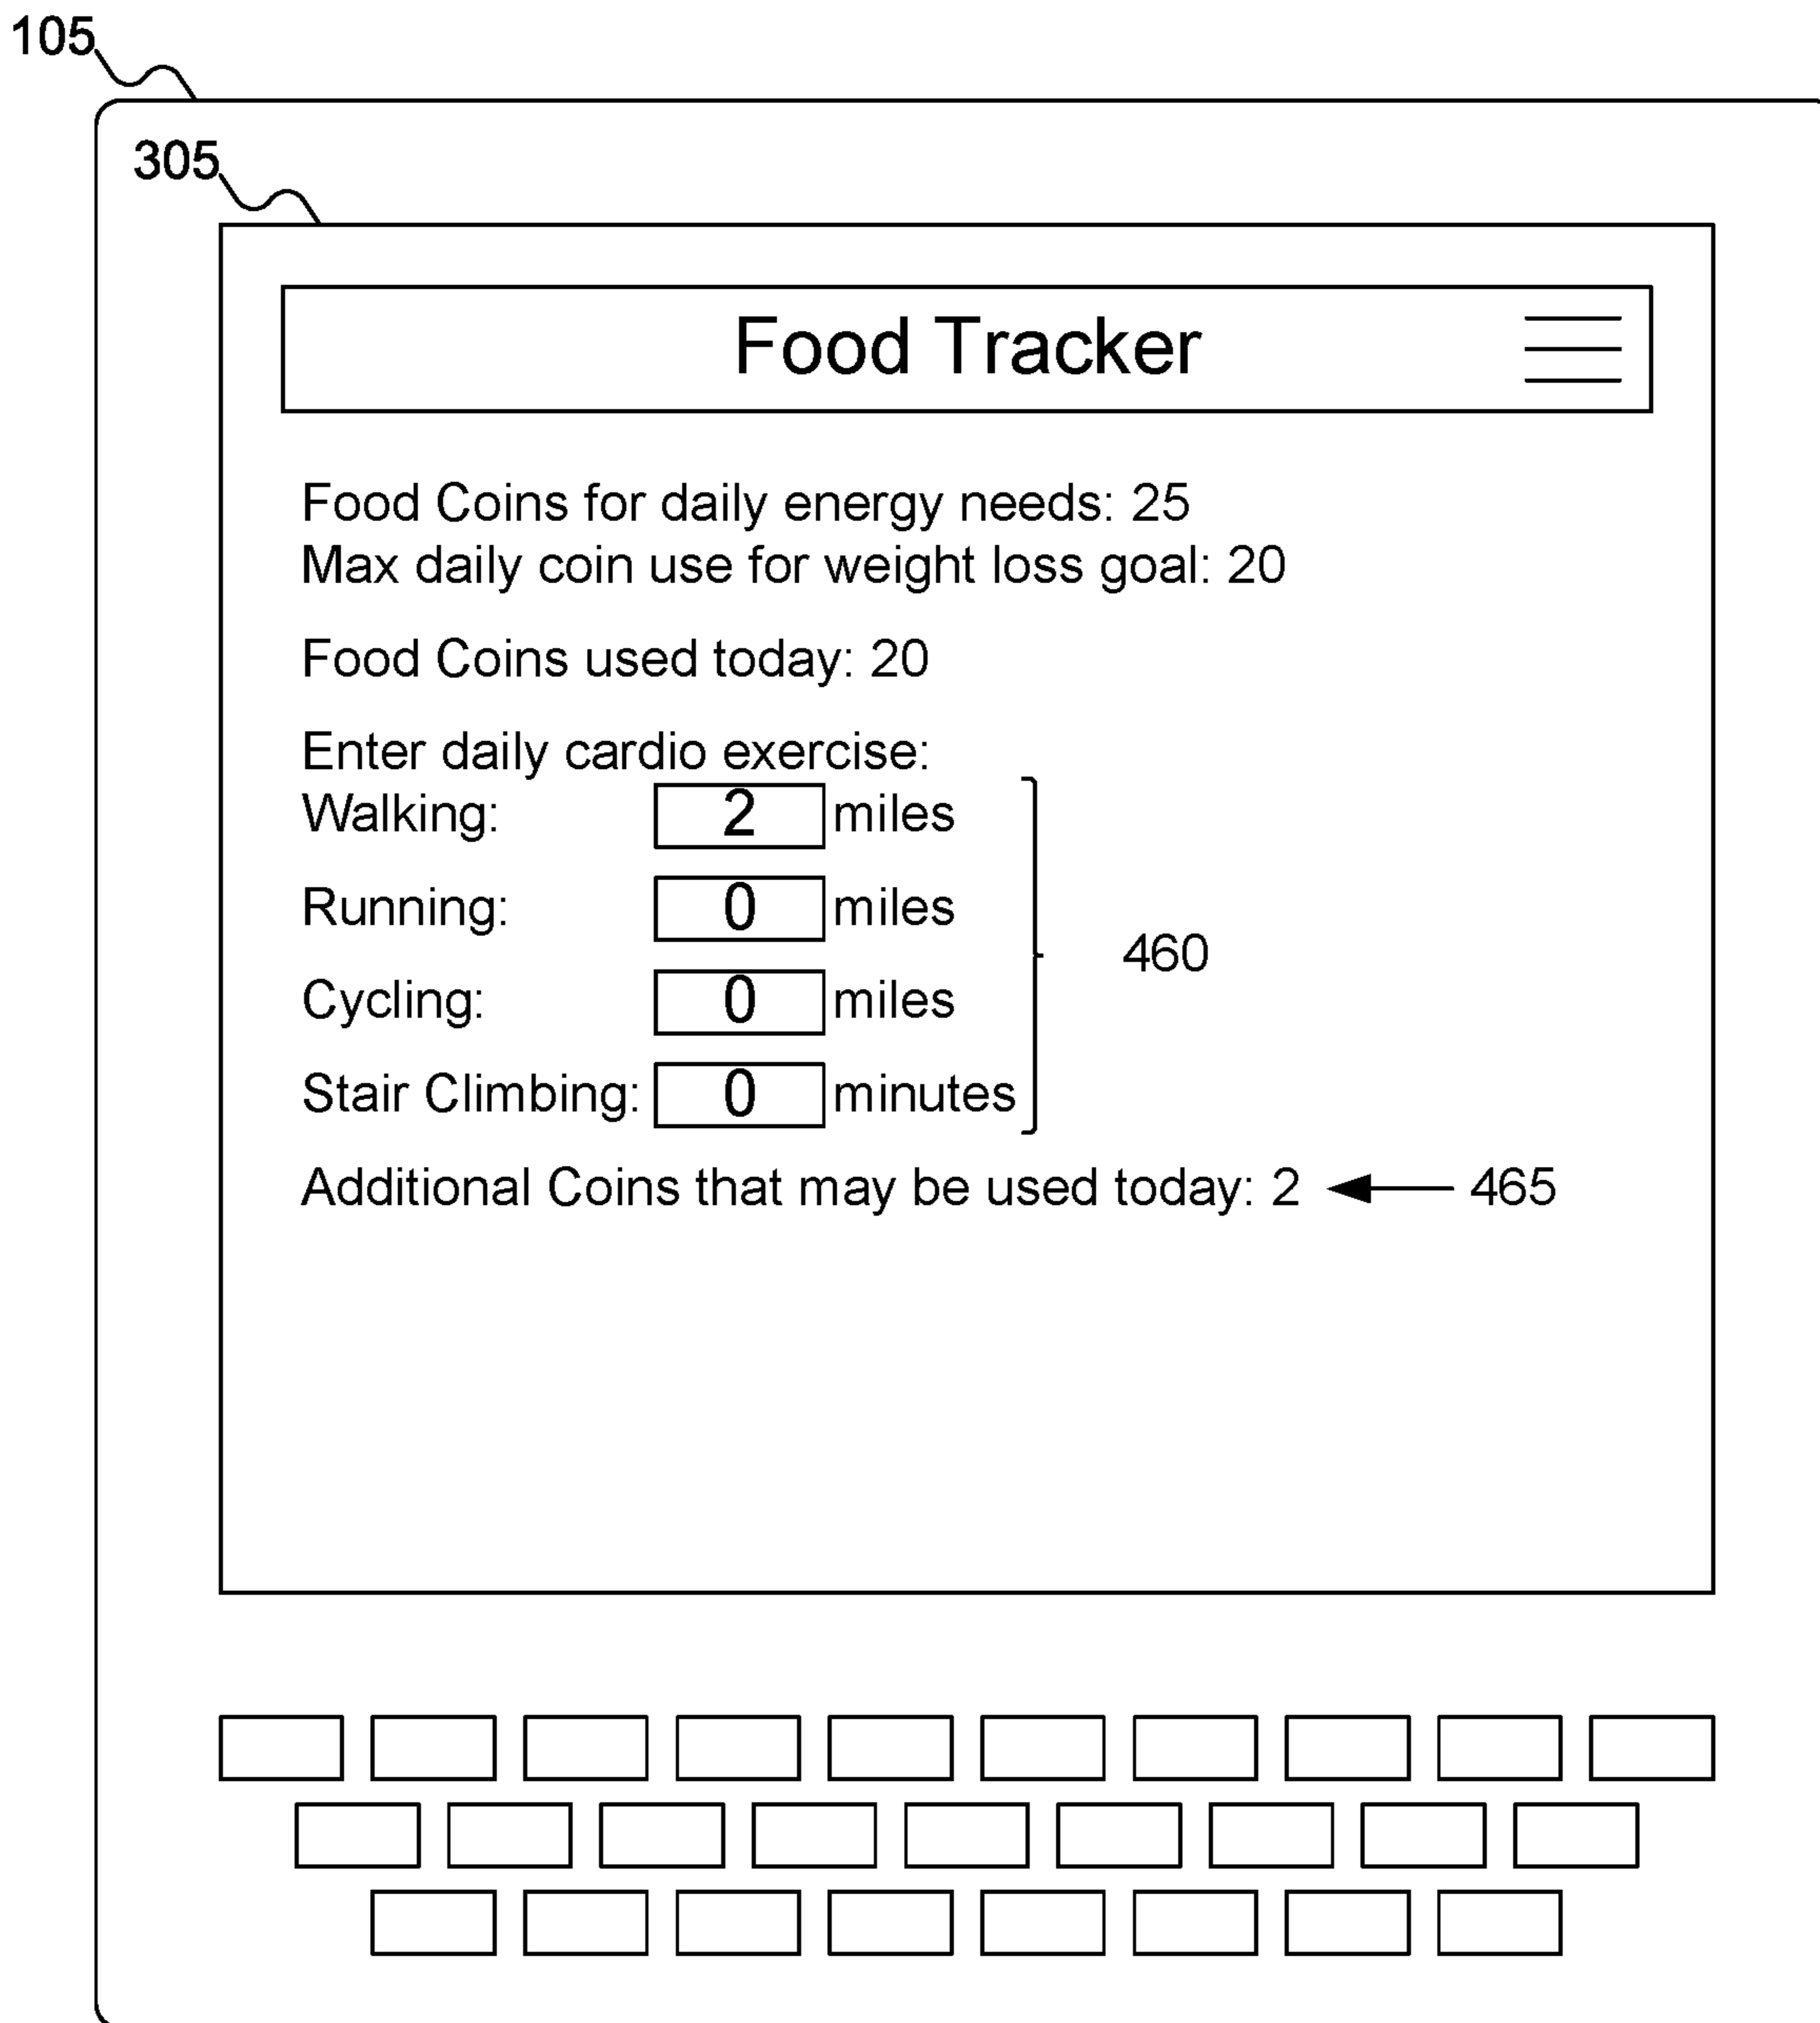 105
305
Food Tracker
Food Coins for daily energy needs: 25
Max daily coin use for weight loss goal: 20
Food Coins used today: 20
Enter daily cardio exercise:
Walking: 2 miles
Running: 0 miles
460
Cycling: 0 miles
Stair Climbing: 0 minutes
Additional Coins that may be used today: 2 465